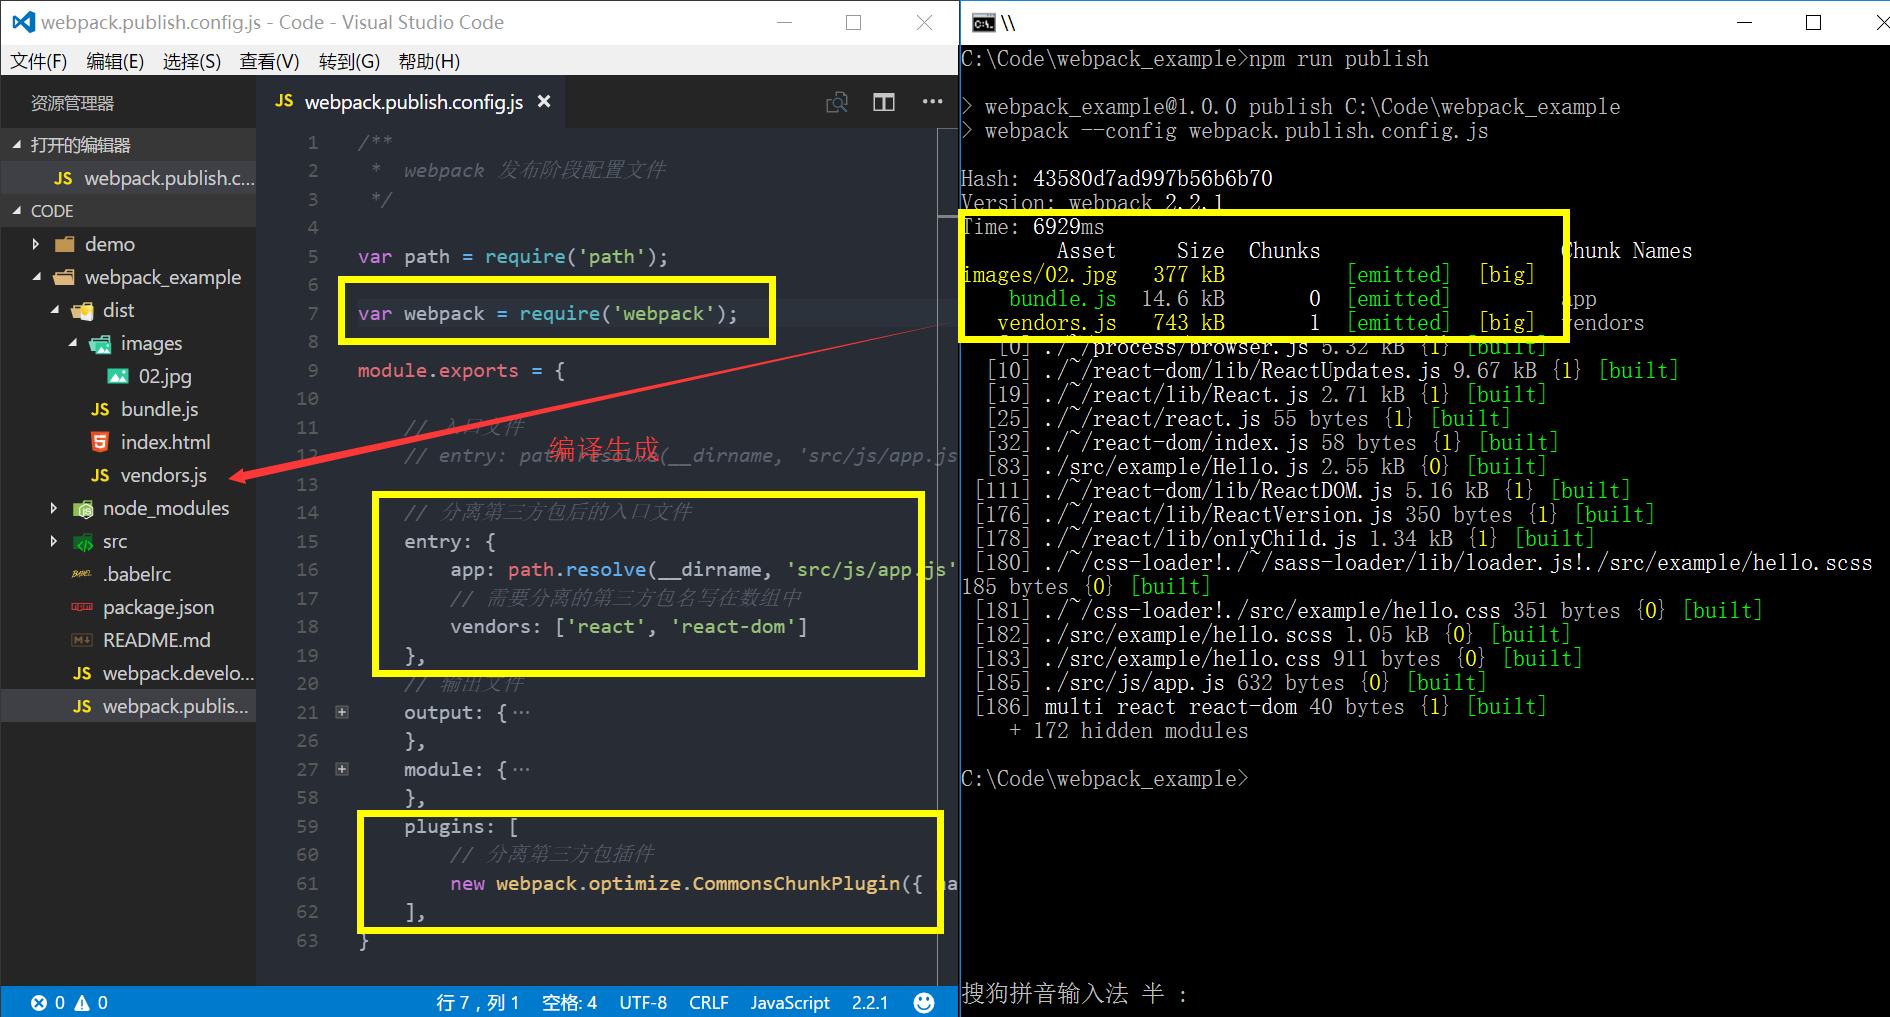 webpack.publish.config.js - Code - Visual Studio Code
文件(F) 编辑(E) 选择(S) 查看(V) 转到(G) 帮助(H)
资源管理器
打开的编辑器
JS webpack.publish.c...
CODE
demo
webpack_example
dist
images
02.jpg
JS bundle.js
index.html
JS vendors.js
node_modules
src
.babelrc
package.json
README.md
JS webpack.develo...
JS webpack.publis...
JS webpack.publish.config.js
1 /**
2 * webpack 发布阶段配置文件
3 */
4
5 var path = require('path');
6
7 var webpack = require('webpack');
8
9 module.exports = {
10
11 // 入口文件
12 // entry: path.resolve(__dirname, 'src/js/app.js
编译生成
13
14 // 分离第三方包后的入口文件
15 entry: {
16 app: path.resolve(__dirname, 'src/js/app.js'
17 // 需要分离的第三方包名写在数组中
18 vendors: ['react', 'react-dom']
19 },
20 // 输出文件
21 output: {···
26 },
27 module: {···
58 },
59 plugins: [
60 // 分离第三方包插件
61 new webpack.optimize.CommonsChunkPlugin({ na
62 ],
63 }
0 0 行 7，列 1 空格: 4 UTF-8 CRLF JavaScript 2.2.1
C:\. \\
C:\Code\webpack_example>npm run publish
> webpack_example@1.0.0 publish C:\Code\webpack_example
> webpack --config webpack.publish.config.js
Hash: 43580d7ad997b56b6b70
Version: webpack 2.2.1
Time: 6929ms
Asset Size Chunks Chunk Names
images/02.jpg 377 kB [emitted] [big]
bundle.js 14.6 kB 0 [emitted] app
vendors.js 743 kB 1 [emitted] [big] vendors
[0] ./~/process/browser.js 5.32 kB {1} [built]
[10] ./~/react-dom/lib/ReactUpdates.js 9.67 kB {1} [built]
[19] ./~/react/lib/React.js 2.71 kB {1} [built]
[25] ./~/react/react.js 55 bytes {1} [built]
[32] ./~/react-dom/index.js 58 bytes {1} [built]
[83] ./src/example/Hello.js 2.55 kB {0} [built]
[111] ./~/react-dom/lib/ReactDOM.js 5.16 kB {1} [built]
[176] ./~/react/lib/ReactVersion.js 350 bytes {1} [built]
[178] ./~/react/lib/onlyChild.js 1.34 kB {1} [built]
[180] ./~/css-loader!./~/sass-loader/lib/loader.js!./src/example/hello.scss
185 bytes {0} [built]
[181] ./~/css-loader!./src/example/hello.css 351 bytes {0} [built]
[182] ./src/example/hello.scss 1.05 kB {0} [built]
[183] ./src/example/hello.css 911 bytes {0} [built]
[185] ./src/js/app.js 632 bytes {0} [built]
[186] multi react react-dom 40 bytes {1} [built]
+ 172 hidden modules
C:\Code\webpack_example>
搜狗拼音输入法 半 :